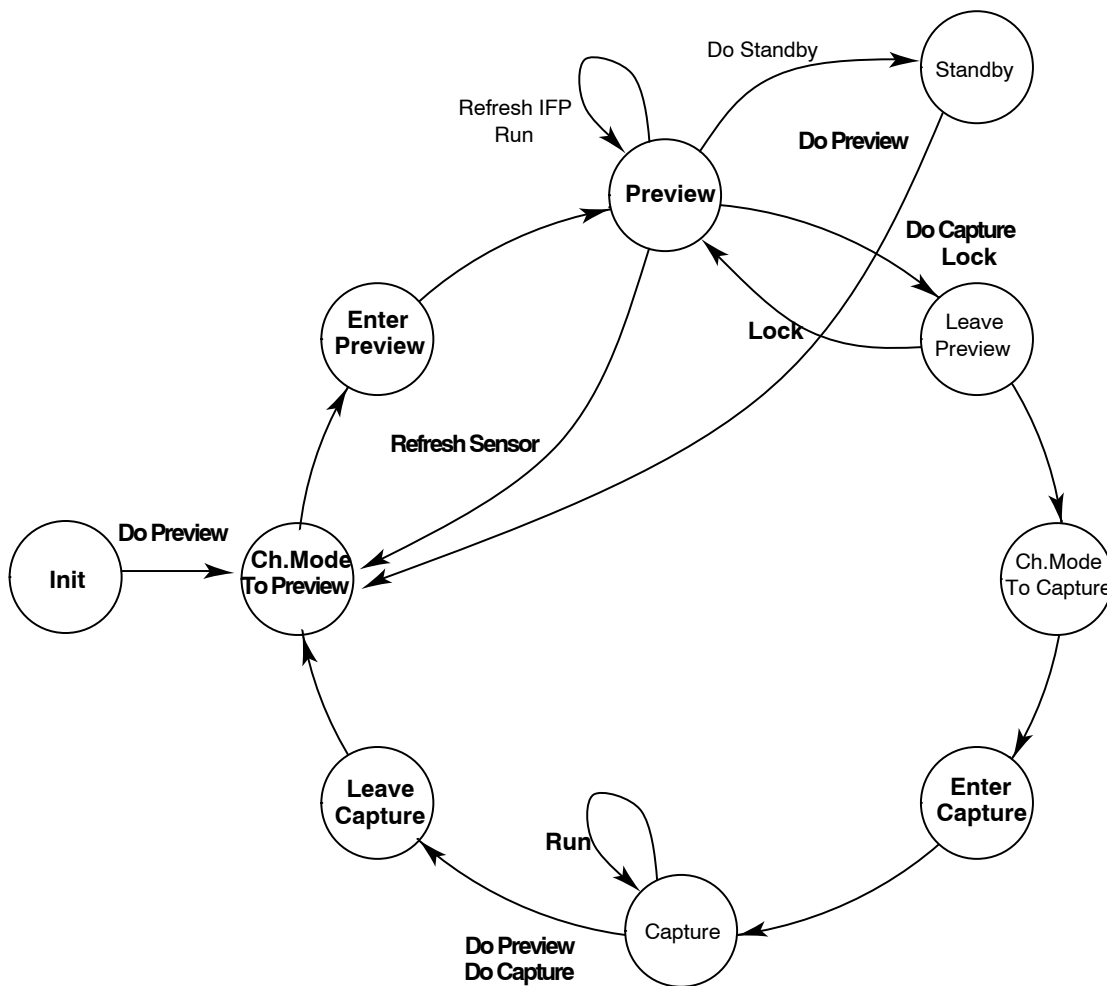 Do Standby
Standby
Refresh IFP
Run
Do Preview
Preview
Do Capture
Lock
Enter
Preview
Leave
Preview
Lock
Refresh Sensor
Do Preview
Init
Ch.Mode
To Preview
Ch.Mode
To Capture
Leave
Capture
Enter
Capture
Run
Capture
Do Preview
Do Capture